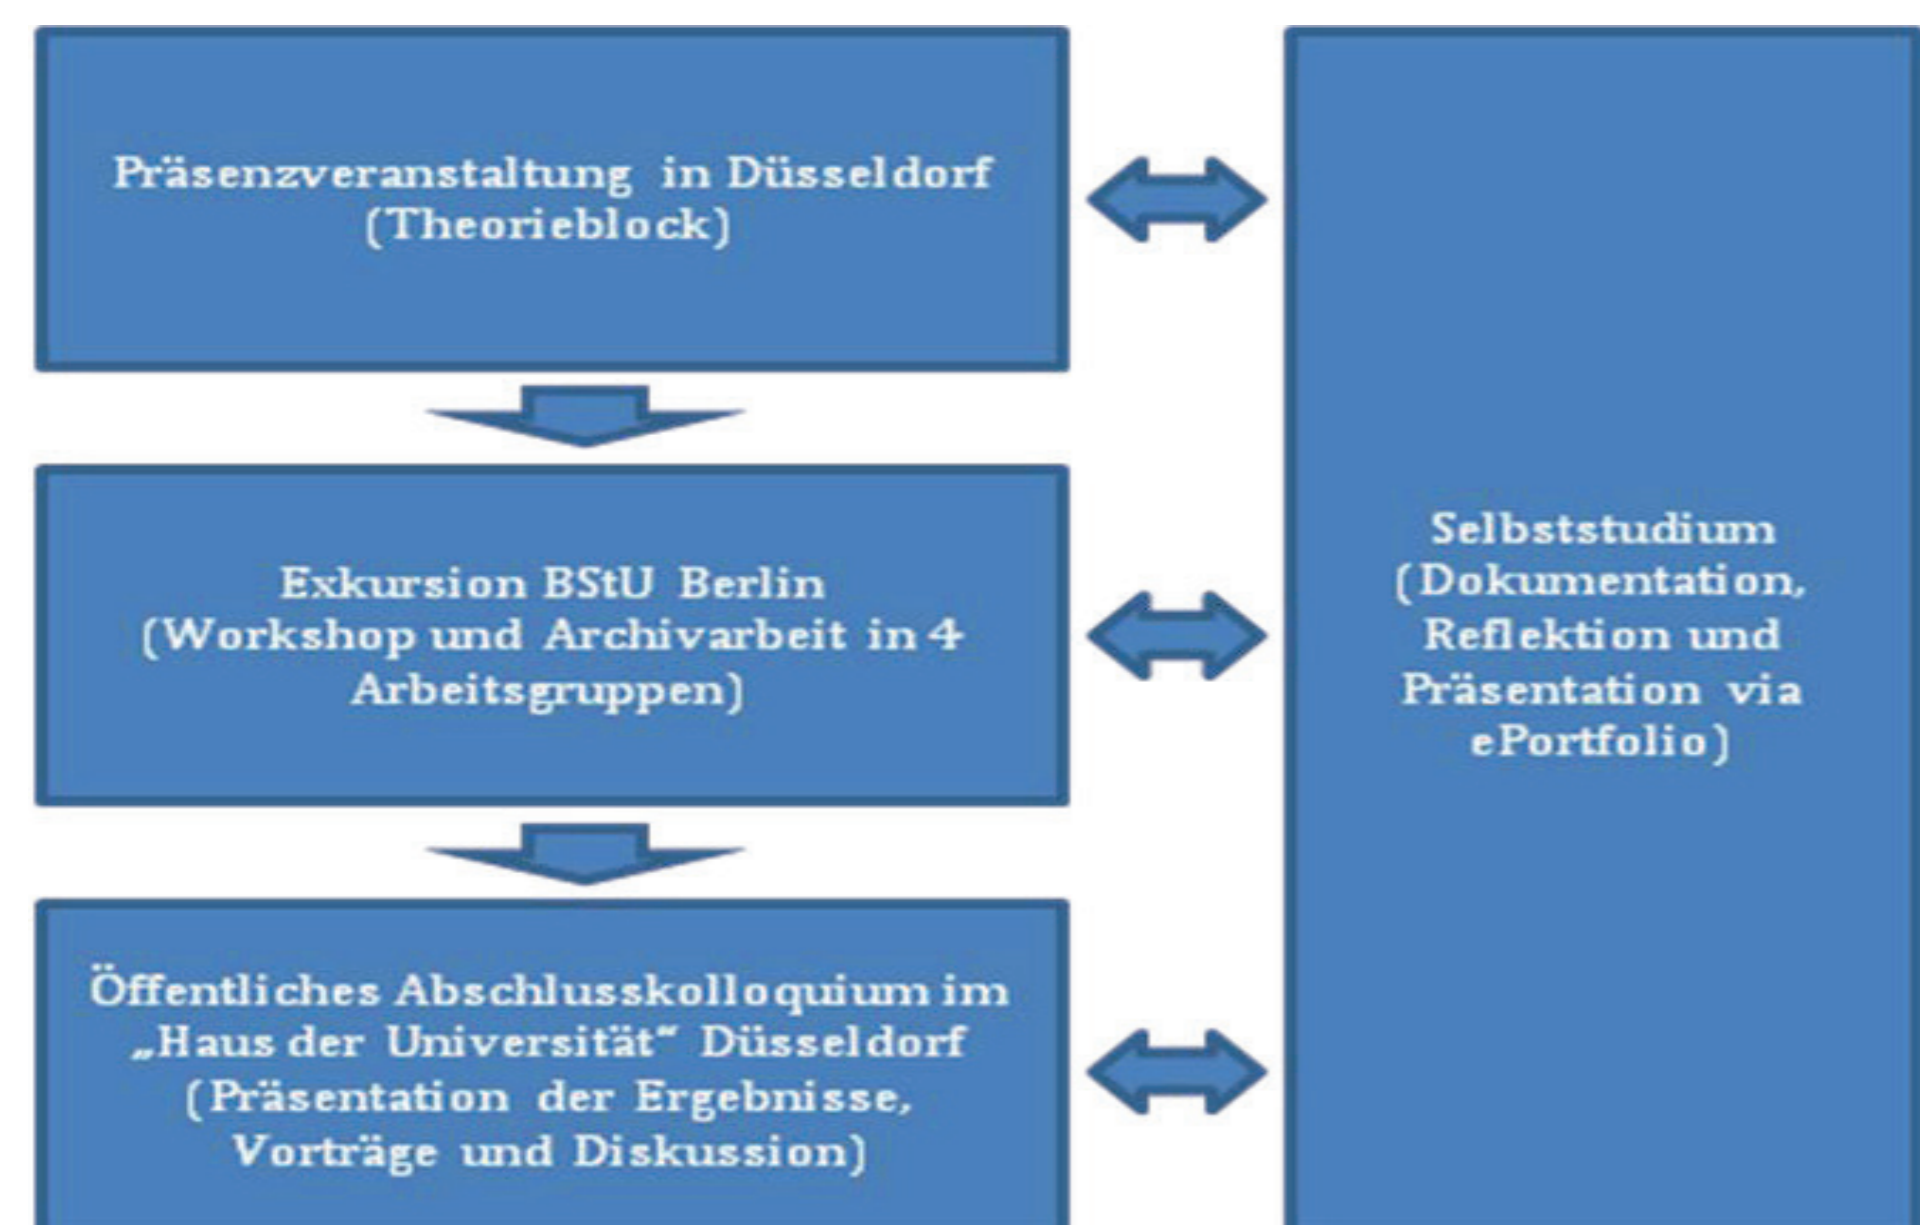 Präsenzveranstaltung in Düsseldorf
(Theorieblock)
Exkursion BStU Berlin
(Workshop und Archivarbeit in 4
Arbeitsgruppen)
Öffentliches Abschlusskolloquium im
„Haus der Universität“ Düsseldorf
(Präsentation der Ergebnisse,
Vorträge und Diskussion)
Selbststudium
(Dokumentation,
Reflektion und
Präsentation via
ePortfolio)